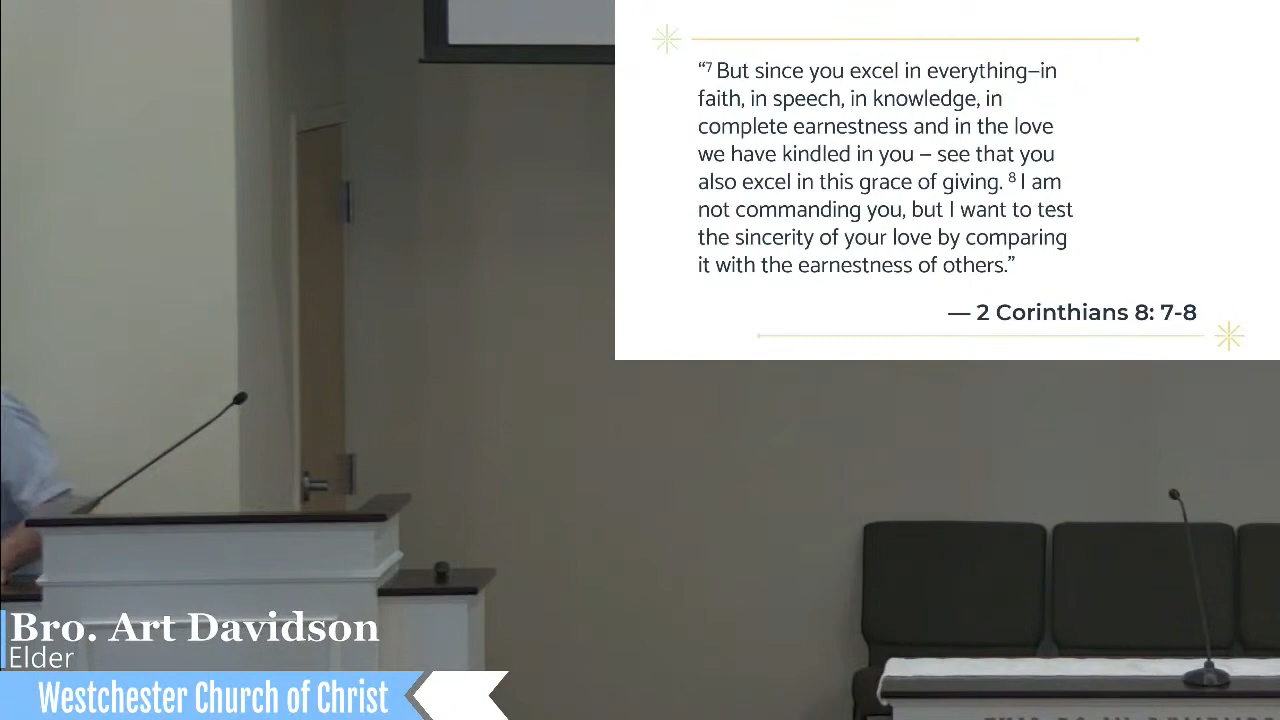 “⁷ But since you excel in everything—in
faith, in speech, in knowledge, in
complete earnestness and in the love
we have kindled in you – see that you
also excel in this grace of giving. ⁸ I am
not commanding you, but I want to test
the sincerity of your love by comparing
it with the earnestness of others.”
— 2 Corinthians 8: 7-8
Bro. Art Davidson
Elder
Westchester Church of Christ